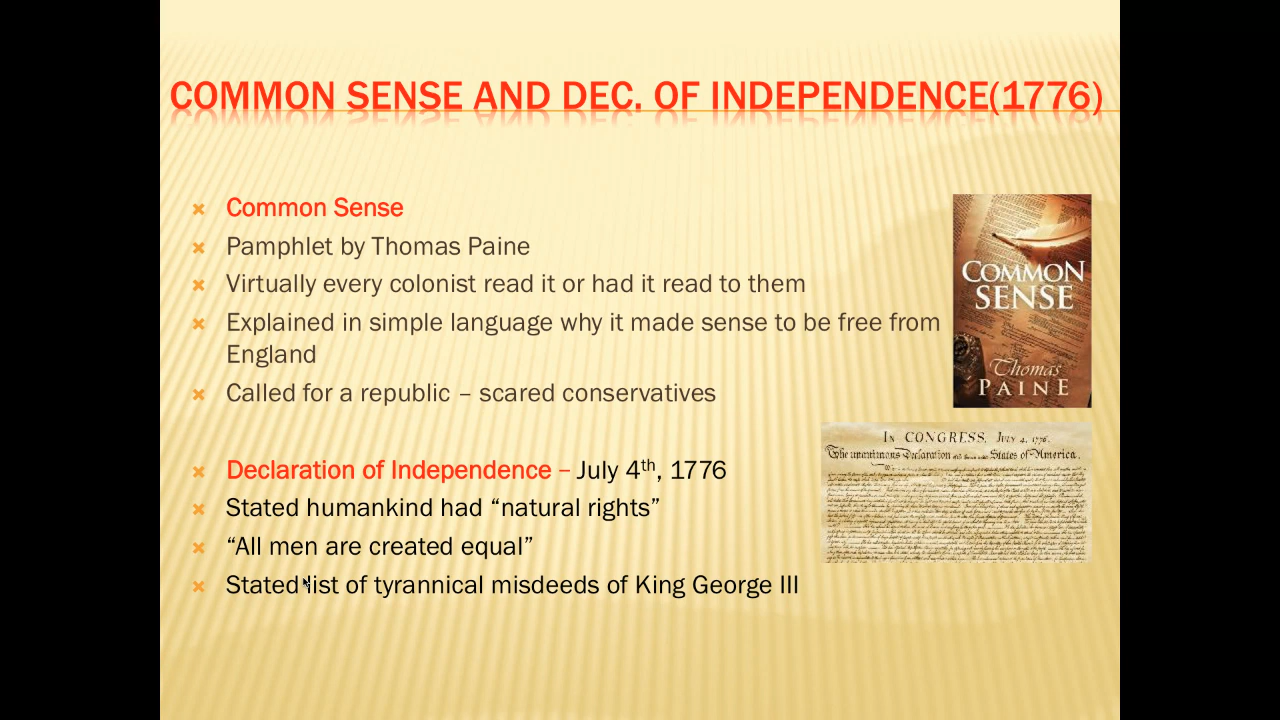 COMMON SENSE AND DEC. OF INDEPENDENCE(1776)
Common Sense
Pamphlet by Thomas Paine
Virtually every colonist read it or had it read to them
Explained in simple language why it made sense to be free from
England
Called for a republic – scared conservatives
COMMON
SENSE
Thomas
PAINE
Declaration of Independence – July 4th, 1776
Stated humankind had “natural rights”
“All men are created equal”
Stated list of tyrannical misdeeds of King George III
IN CONGRESS, JULY 4, 1776.
The unanimous Declaration of the States of America.